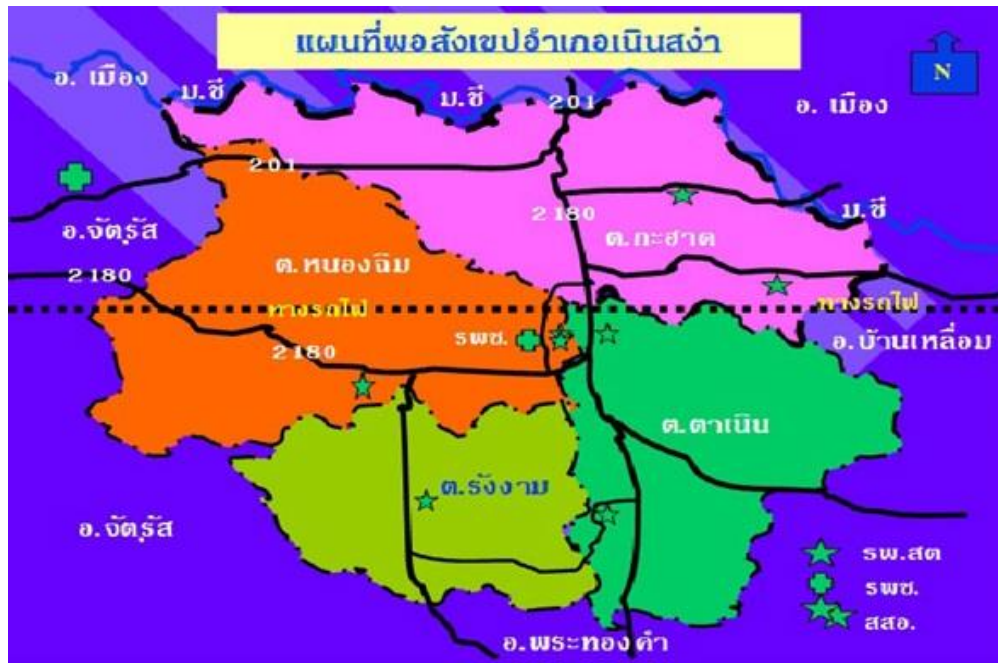 แผนที่พอสังเขปอำเภอเนินสง่า
N
อ. เมือง
ม.ชี
ม.ชี
201
อ. เมือง
201
2180
ม.ชี
อ.จัตุรัส
ต.กะฮาด
ต.หนองฉิม
2180
ทางรถไฟ
ทางรถไฟ
รพช.
อ.บ้านเหลื่อม
2180
ต.ตาเนิน
ต.รังงาม
อ.จัตุรัส
รพ.สต
รพช.
สสอ.
อ.พระทองคำ